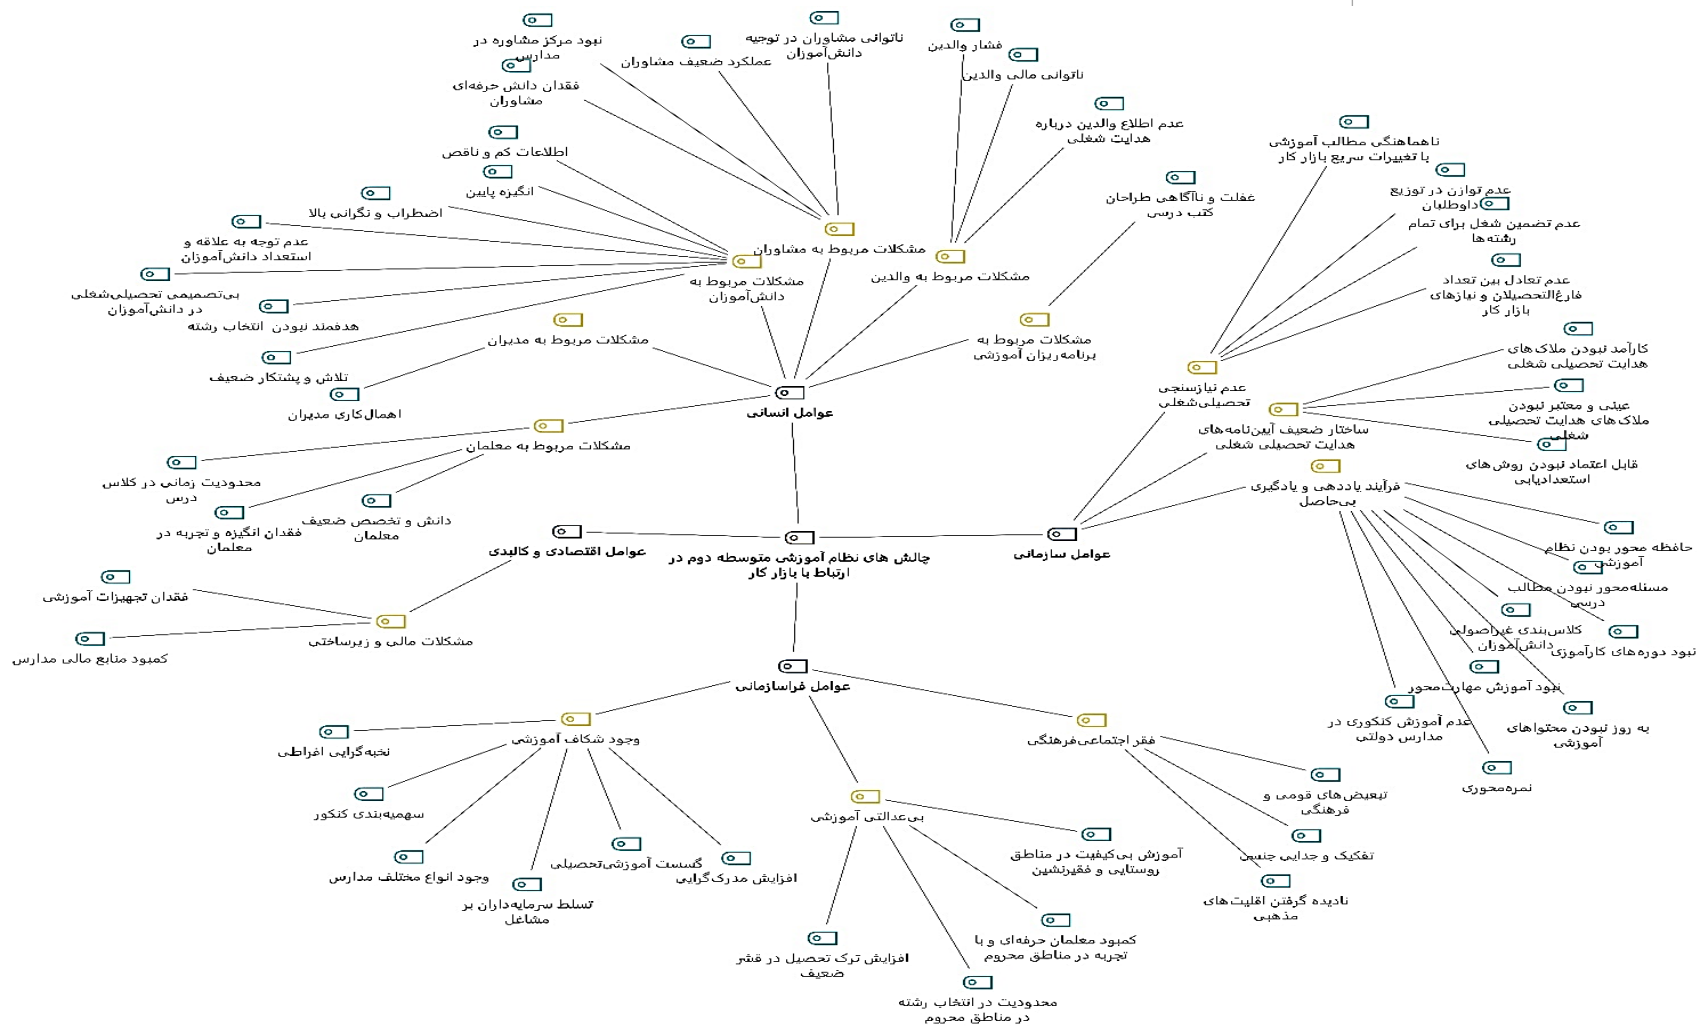 نبود مرکز مشاوره در
مدارس
فقدان دانش حرفه‌ای
مشاوران
عملکرد ضعیف مشاوران
ناتوانی مشاوران در توجیه
دانش‌آموزان
فشار والدین
ناتوانی مالی والدین
عدم اطلاع والدین درباره
هدایت شغلی
غفلت و ناآگاهی طراحان
کتب درسی
اطلاعات کم و ناقص
انگیزه پایین
اضطراب و نگرانی بالا
عدم توجه به علاقه و
استعداد دانش‌آموزان
بی‌تصمیمی تحصیلی‌شغلی
در دانش‌آموزان
هدفمند نبودن انتخاب رشته
تلاش و پشتکار ضعیف
اهمال‌کاری مدیران
مشکلات مربوط به مشاوران
مشکلات مربوط به والدین
مشکلات مربوط به
دانش‌آموزان
مشکلات مربوط به مدیران
مشکلات مربوط به
برنامه‌ریزان آموزشی
عوامل انسانی
مشکلات مربوط به معلمان
محدودیت زمانی در کلاس
درس
فقدان انگیزه و تجربه در
معلمان
دانش و تخصص ضعیف
معلمان
ناهماهنگی مطالب آموزشی
با تغییرات سریع بازار کار
عدم توازن در توزیع
داوطلبان
عدم تضمین شغل برای تمام
رشته‌ها
عدم تعادل بین تعداد
فارغ‌التحصیلان و نیازهای
بازار کار
عدم نیازسنجی
تحصیلی‌شغلی
کارآمد نبودن ملاک‌های
هدایت تحصیلی شغلی
عینی و معتبر نبودن
ملاک‌های هدایت تحصیلی
شغلی
قابل اعتماد نبودن روش‌های
استعدادیابی
ساختار ضعیف آیین‌نامه‌های
هدایت تحصیلی شغلی
فرآیند یاددهی و یادگیری
بی‌حاصل
حافظه محور بودن نظام
آموزشی
مسئله‌محور نبودن مطالب
درسی
کلاس‌بندی غیراصولی
دانش‌آموزان
نبود دوره‌های کارآموزی
نبود آموزش مهارت‌محور
عدم آموزش کنکوری در
مدارس دولتی
به روز نبودن محتواهای
آموزشی
نمره‌محوری
عوامل سازمانی
چالش های نظام آموزشی متوسطه دوم در
ارتباط با بازار کار
عوامل اقتصادی و کالبدی
فقدان تجهیزات آموزشی
کمبود منابع مالی مدارس
مشکلات مالی و زیرساختی
عوامل فراسازمانی
وجود شکاف آموزشی
نخبه‌گرایی افراطی
سهمیه‌بندی کنکور
وجود انواع مختلف مدارس
تسلط سرمایه‌داران بر
مشاغل
گسست آموزشی‌تحصیلی
افزایش مدرک‌گرایی
بی‌عدالتی آموزشی
آموزش بی‌کیفیت در مناطق
روستایی و فقیرنشین
کمبود معلمان حرفه‌ای و با
تجربه در مناطق محروم
افزایش ترک تحصیل در قشر
ضعیف
محدودیت در انتخاب رشته
در مناطق محروم
فقر اجتماعی‌فرهنگی
تبعیض‌های قومی و
فرهنگی
تفکیک و جدایی جنسی
نادیده گرفتن اقلیت‌های
مذهبی